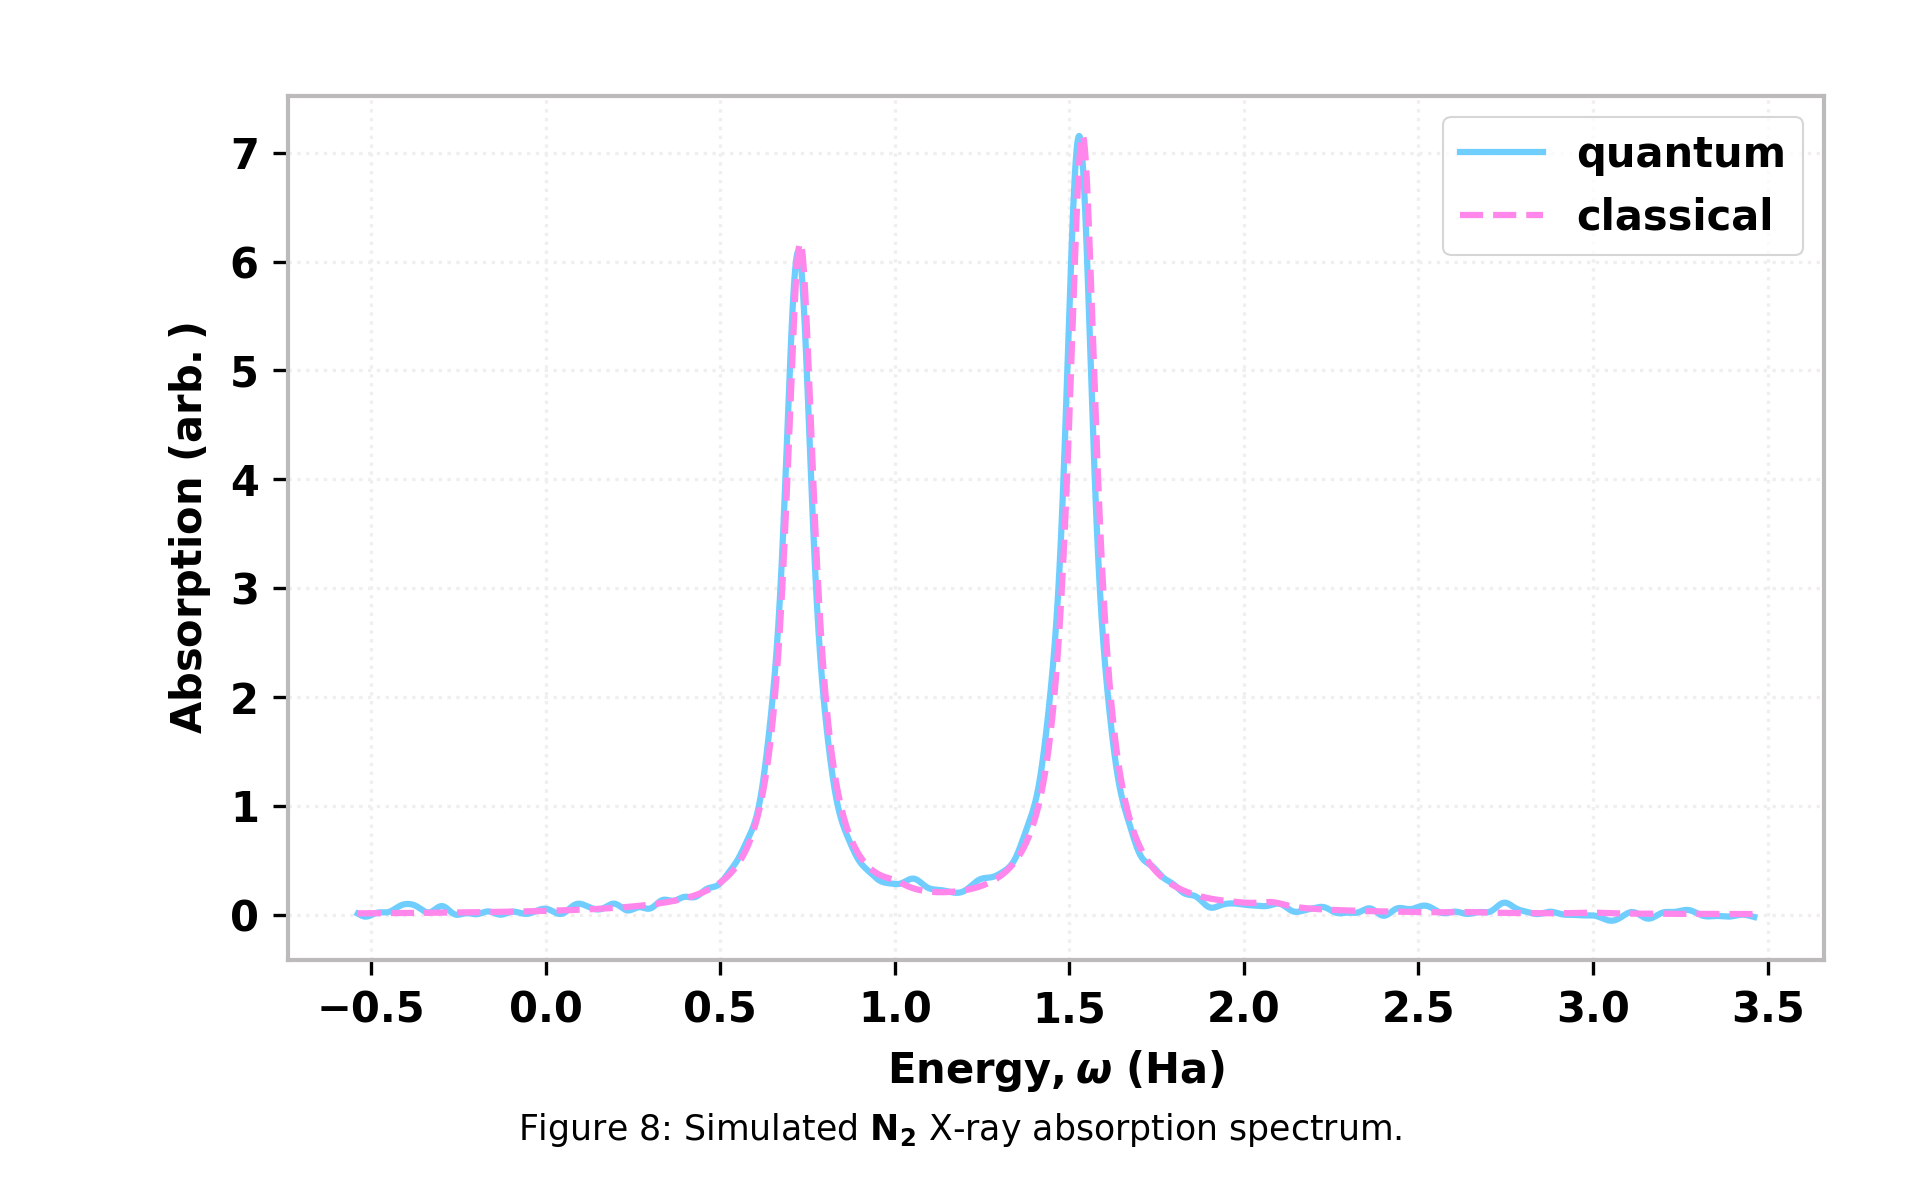 quantum
classical
Absorption (arb.)
7
6
5
4
3
2
1
0
−0.5 0.0 0.5 1.0 1.5 2.0 2.5 3.0 3.5
Energy, ω (Ha)
Figure 8: Simulated N₂ X-ray absorption spectrum.